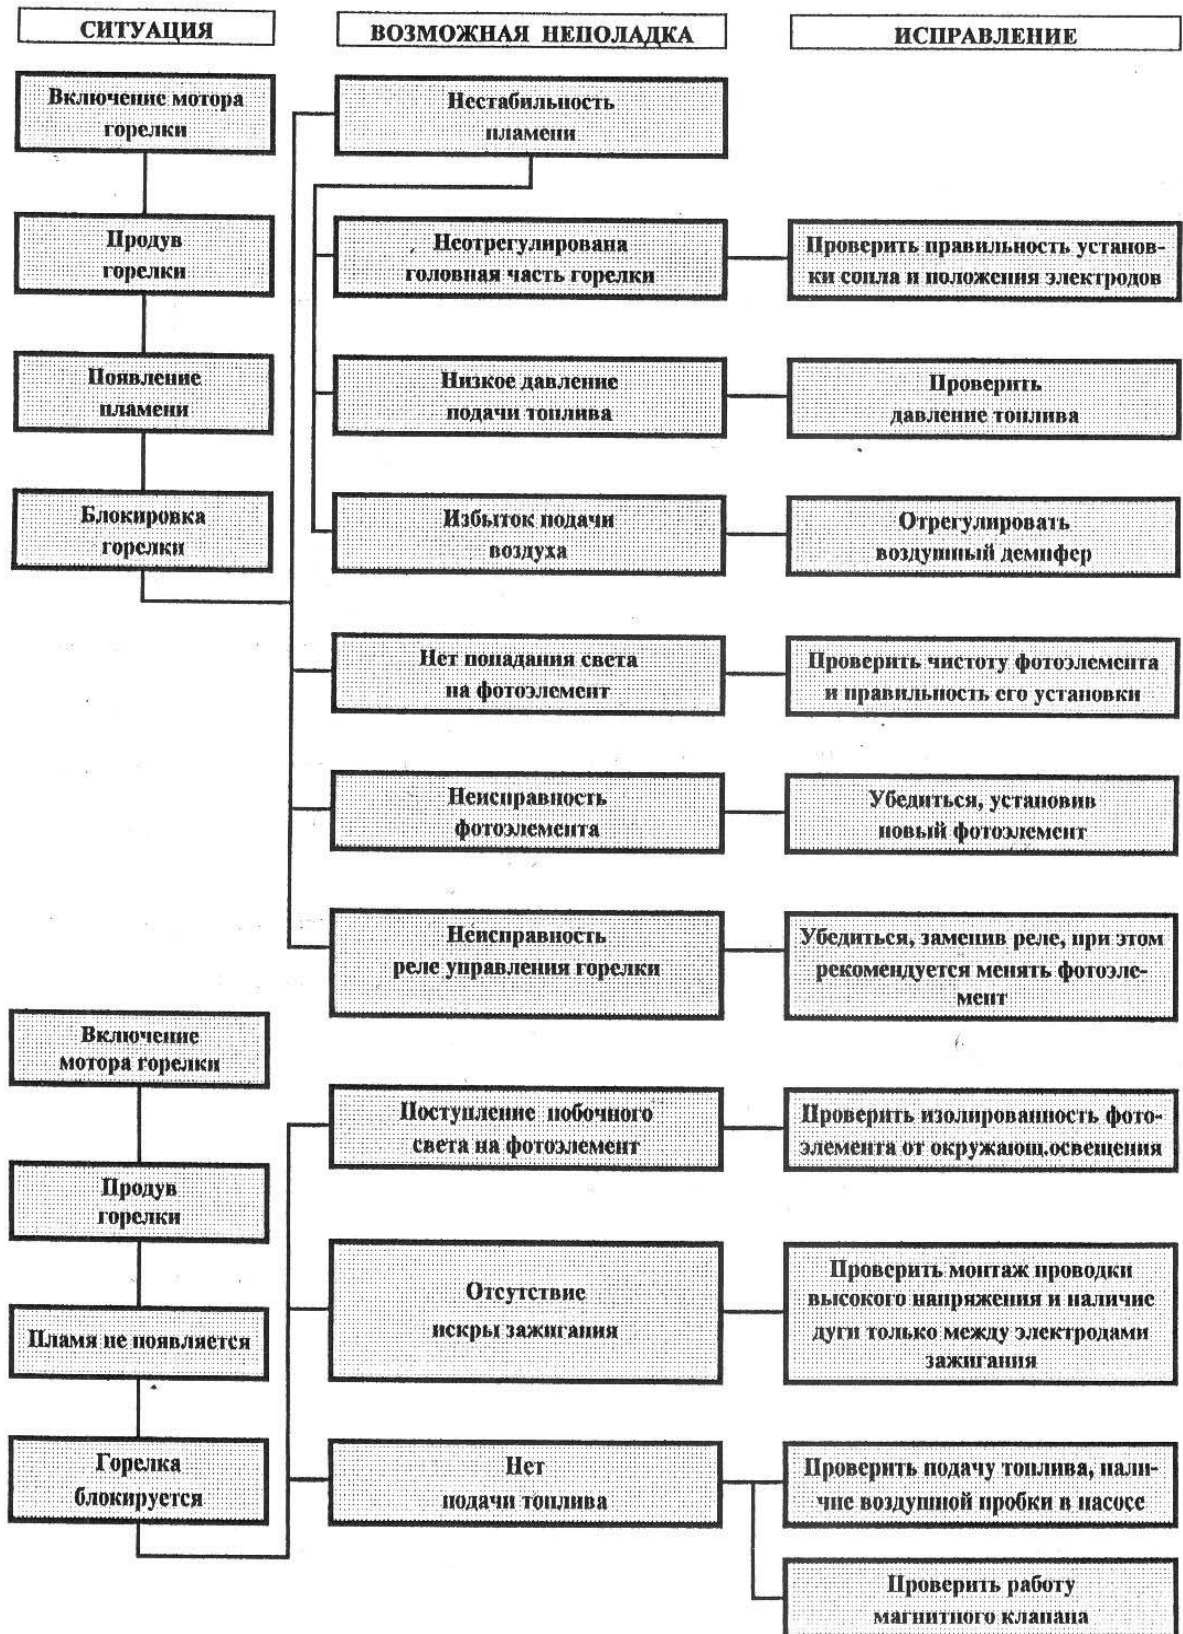 СИТУАЦИЯ
ВОЗМОЖНАЯ НЕПОЛАДКА
ИСПРАВЛЕНИЕ
Включение мотора
горелки
Нестабильность
пламени
Продув
горелки
Неотрегулирована
головная часть горелки
Проверить правильность установ-
ки сопла и положения электродов
Появление
пламени
Низкое давление
подачи топлива
Проверить
давление топлива
Блокировка
горелки
Избыток подачи
воздуха
Отрегулировать
воздушный демпфер
Нет попадания света
на фотоэлемент
Проверить чистоту фотоэлемента
и правильность его установки
Неисправность
фотоэлемента
Убедиться, установив
новый фотоэлемент
Неисправность
реле управления горелки
Убедиться, заменив реле, при этом
рекомендуется менять фотоэле-
мент
Включение
мотора горелки
Поступление побочного
света на фотоэлемент
Проверить изолированность фото-
элемента от окружающ.освещения
Продув
горелки
Отсутствие
искры зажигания
Проверить монтаж проводки
высокого напряжения и наличие
дуги только между электродами
зажигания
Пламя не появляется
Горелка
блокируется
Нет
подачи топлива
Проверить подачу топлива, нали-
чие воздушной пробки в насосе
Проверить работу
магнитного клапана